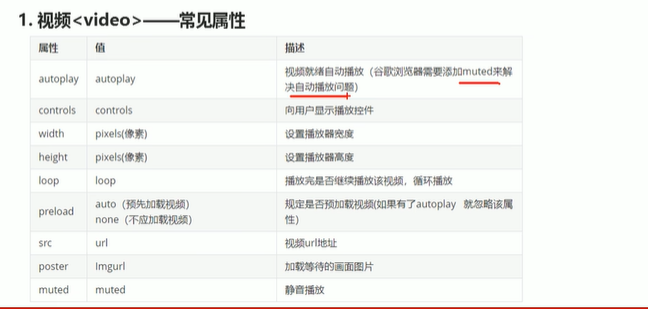 1. 视频<video>——常见属性
属性 值 描述
autoplay autoplay 视频就绪自动播放（谷歌浏览器需要添加muted来解
决自动播放问题）
controls controls 向用户显示播放控件
width pixels(像素) 设置播放器宽度
height pixels(像素) 设置播放器高度
loop loop 播放完是否继续播放该视频，循环播放
preload auto（预先加载视频） 规定是否预加载视频(如果有了autoplay 就忽略该属
none（不应加载视频） 性)
src url 视频url地址
poster Imgurl 加载等待的画面图片
muted muted 静音播放